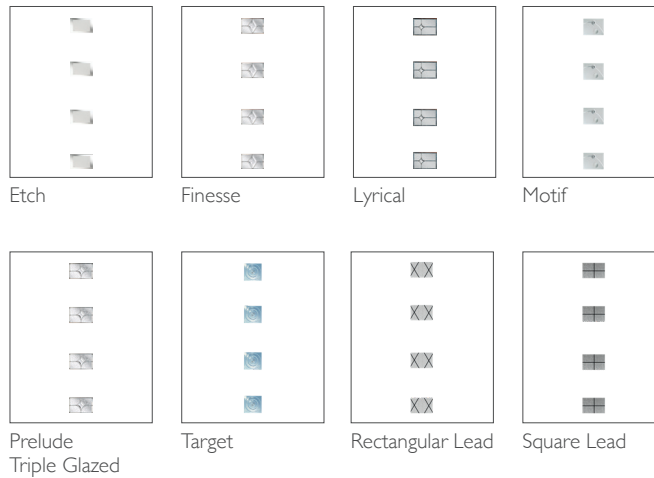 Etch
Finesse
Lyrical
Motif
Prelude
Triple Glazed
Target
Rectangular Lead
Square Lead